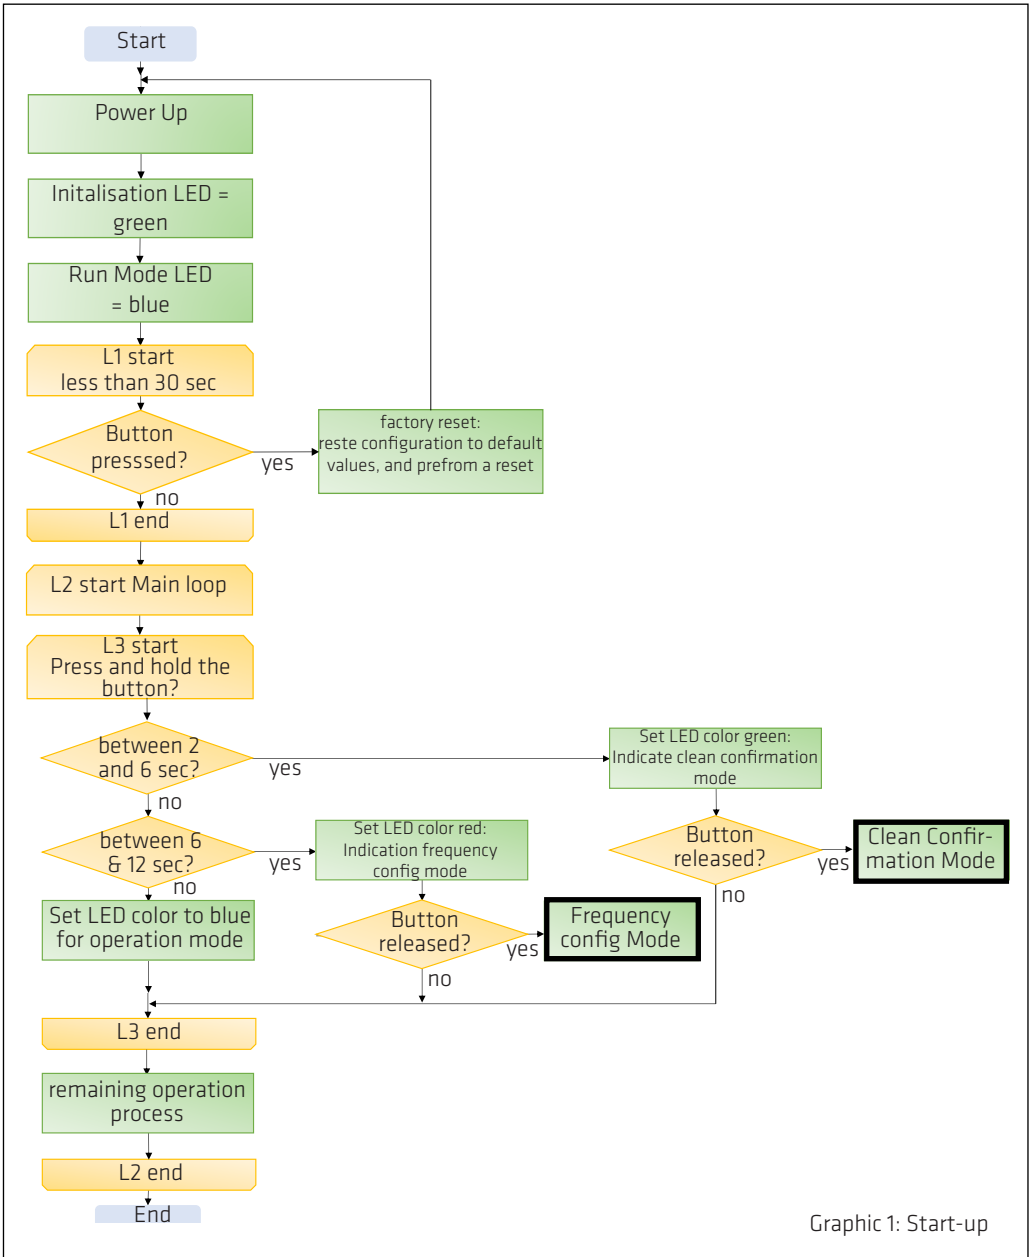 Start
Power Up
Initalisation LED =
green
Run Mode LED
= blue
L1 start
less than 30 sec
Button
presssed?
yes
factory reset:
reste configuration to default
values, and prefrom a reset
no
L1 end
L2 start Main loop
L3 start
Press and hold the
button?
between 2
and 6 sec?
yes
Set LED color green:
Indicate clean confirmation
mode
no
Button
released?
yes
Clean Confir-
mation Mode
no
between 6
& 12 sec?
yes
Set LED color red:
Indication frequency
config mode
no
Button
released?
yes
Frequency
config Mode
no
Set LED color to blue
for operation mode
L3 end
remaining operation
process
L2 end
End
Graphic 1: Start-up